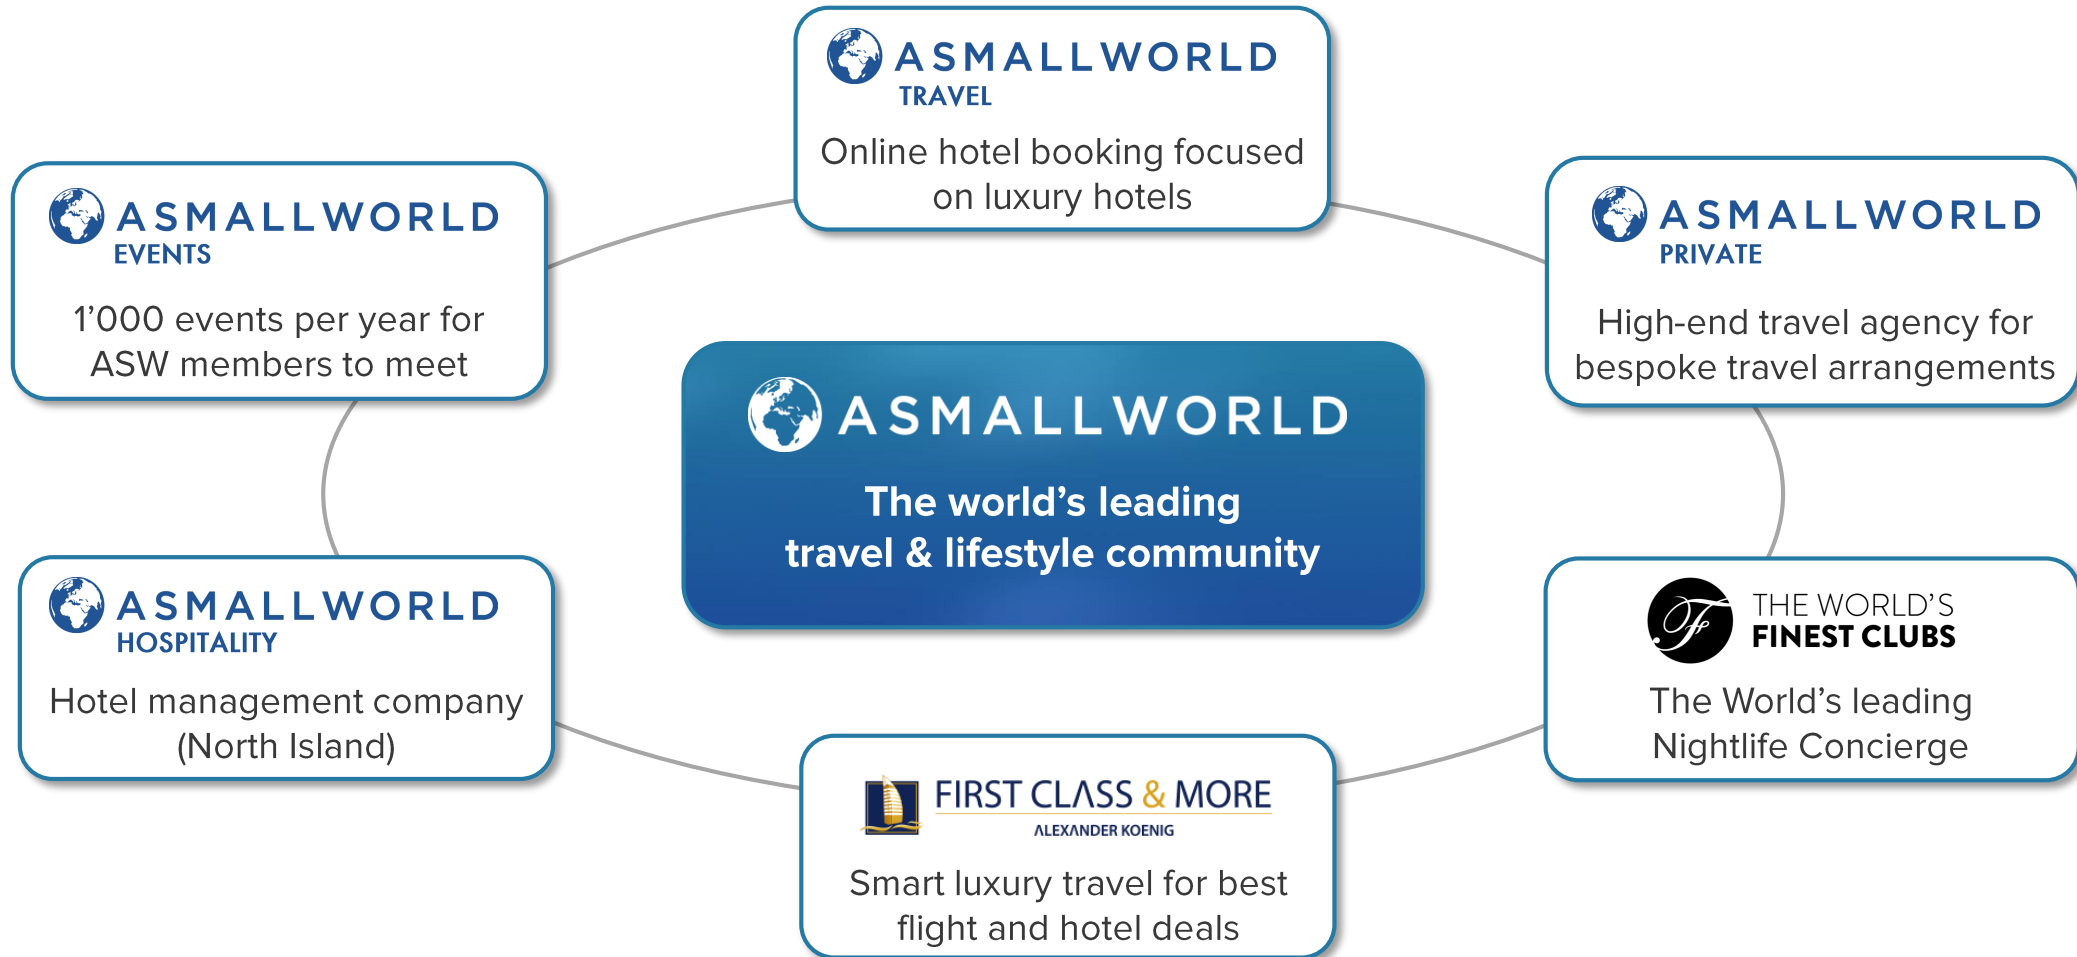 ASMALLWORLD
TRAVEL
Online hotel booking focused
on luxury hotels
ASMALLWORLD
EVENTS
1’000 events per year for
ASW members to meet
ASMALLWORLD
PRIVATE
High-end travel agency for
bespoke travel arrangements
ASMALLWORLD
The world’s leading
travel & lifestyle community
ASMALLWORLD
HOSPITALITY
Hotel management company
(North Island)
F
THE WORLD’S
FINEST CLUBS
The World’s leading
Nightlife Concierge
FIRST CLASS & MORE
ALEXANDER KOENIG
Smart luxury travel for best
flight and hotel deals